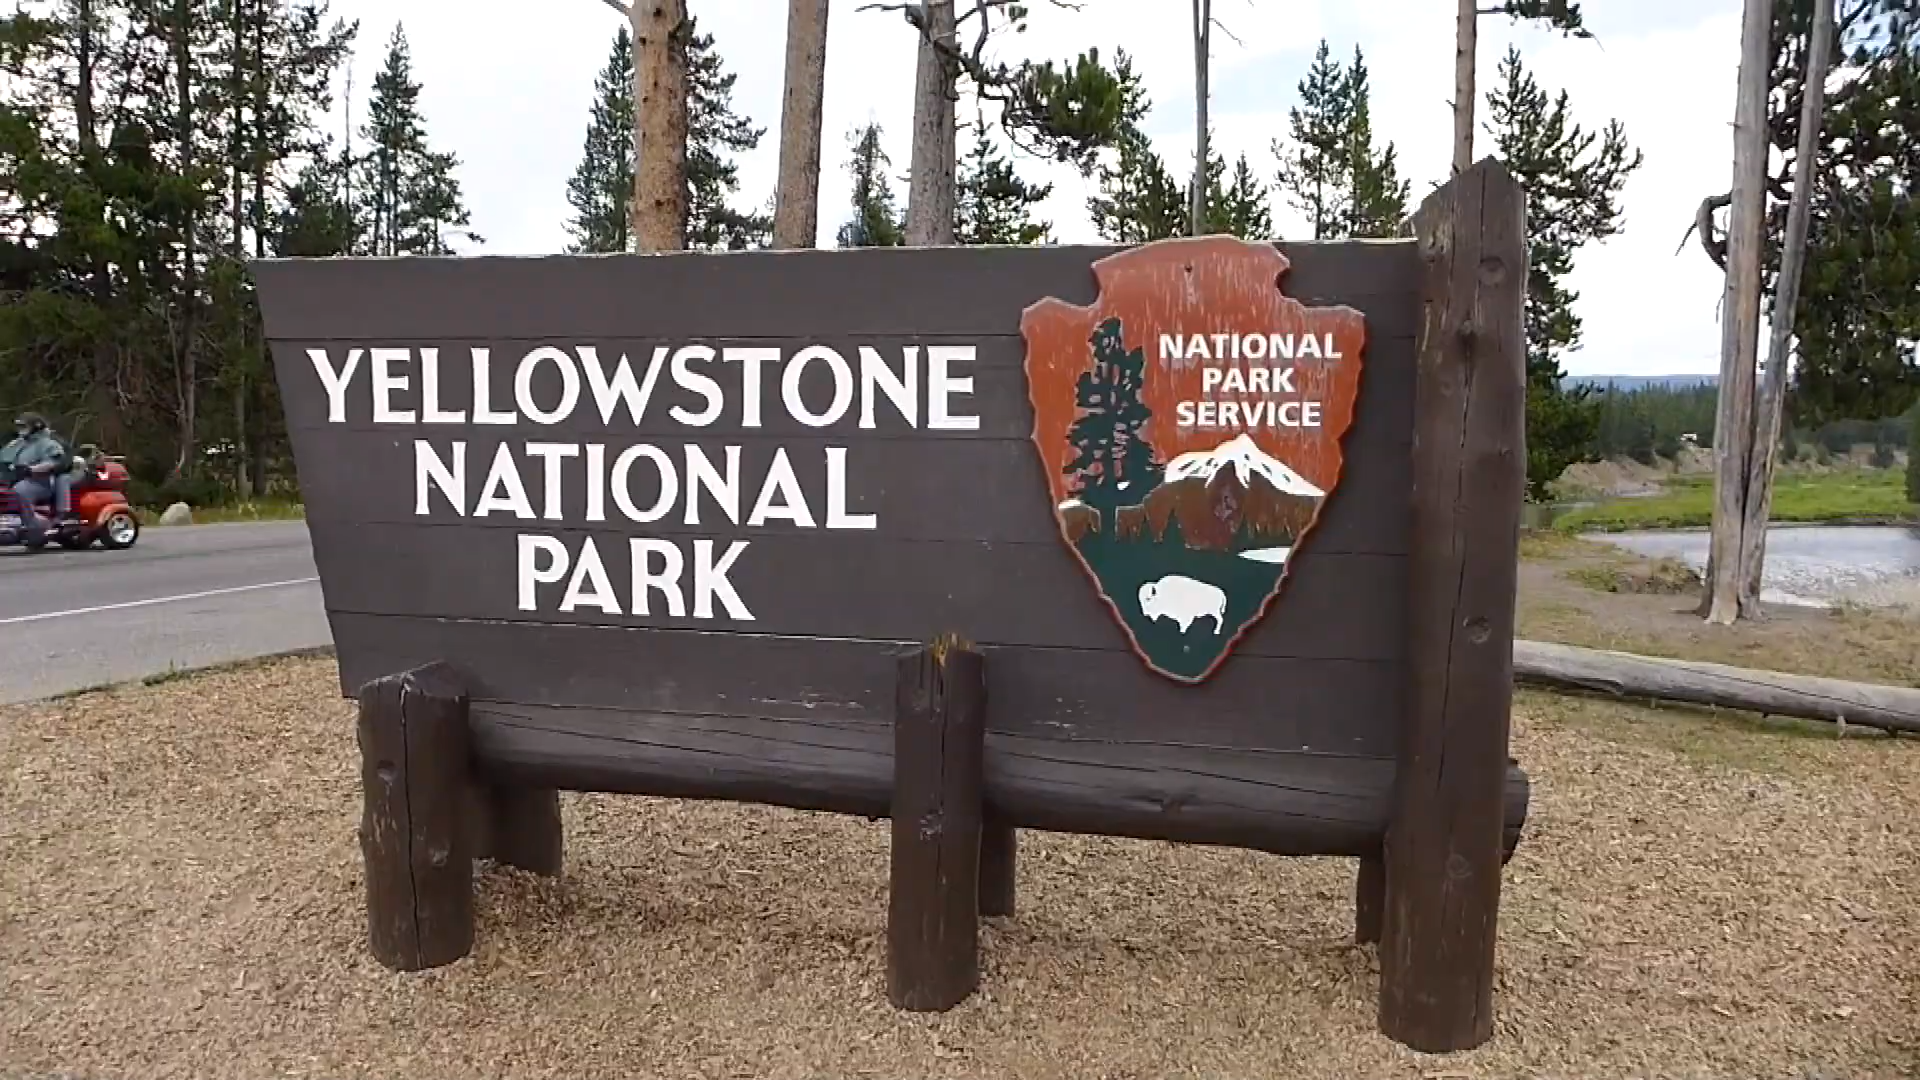 YELLOWSTONE
NATIONAL
PARK
NATIONAL
PARK
SERVICE